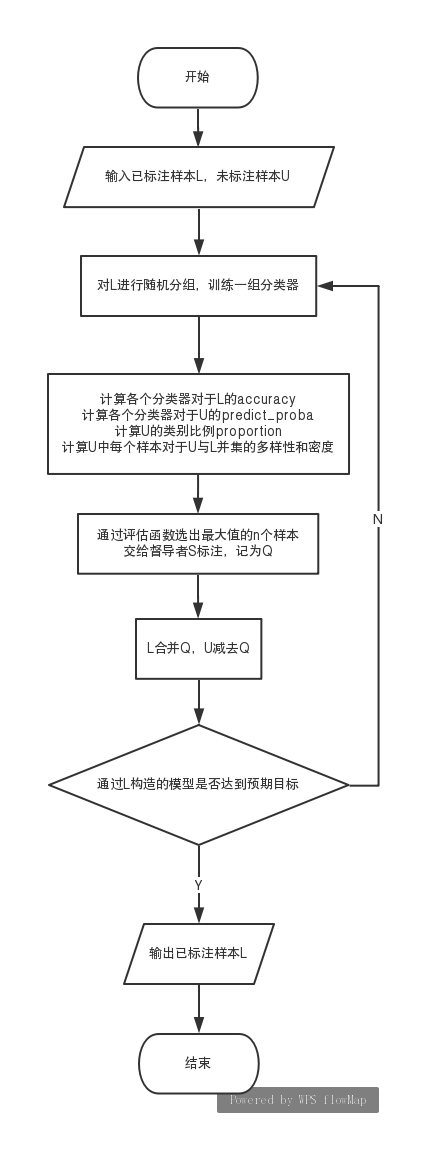 开始
输入已标注样本L，未标注样本U
对L进行随机分组，训练一组分类器
计算各个分类器对于L的accuracy
计算各个分类器对于U的predict_proba
计算U的类别比例proportion
计算U中每个样本对于U与L并集的多样性和密度
通过评估函数选出最大值的n个样本
交给督导者S标注，记为Q
L合并Q，U减去Q
通过L构造的模型是否达到预期目标
N
Y
输出已标注样本L
结束
Powered by WPS flowMap